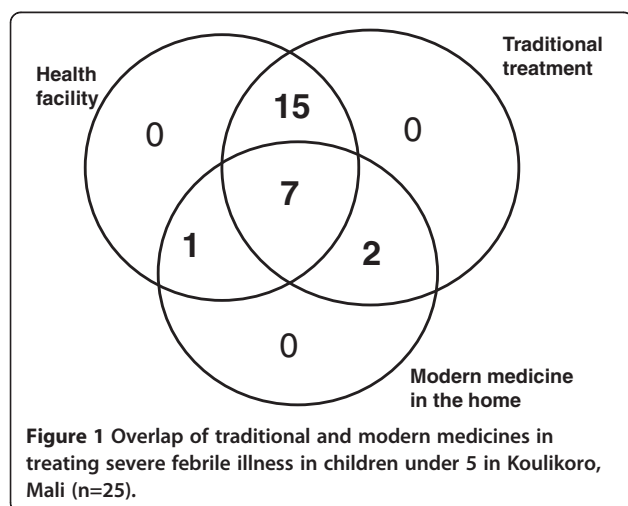 Health
facility
Traditional
treatment
15
0
0
7
1
2
0
Modern medicine
in the home
Figure 1 Overlap of traditional and modern medicines in
treating severe febrile illness in children under 5 in Koulikoro,
Mali (n=25).